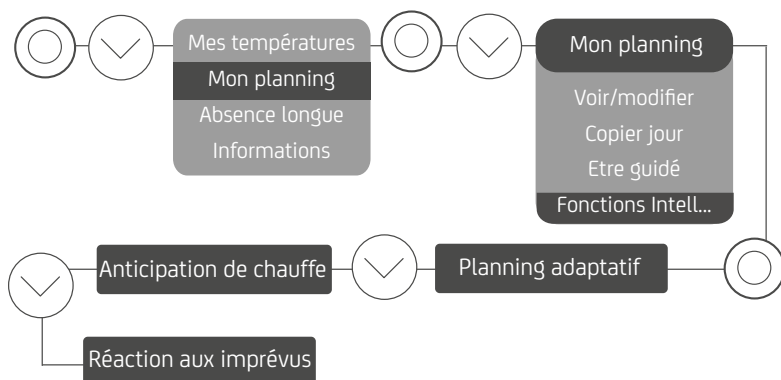 Mes températures
Mon planning
Absence longue
Informations
Mon planning
Voir/modifier
Copier jour
Etre guidé
Fonctions Intell...
Anticipation de chauffe
Planning adaptatif
Réaction aux imprévus